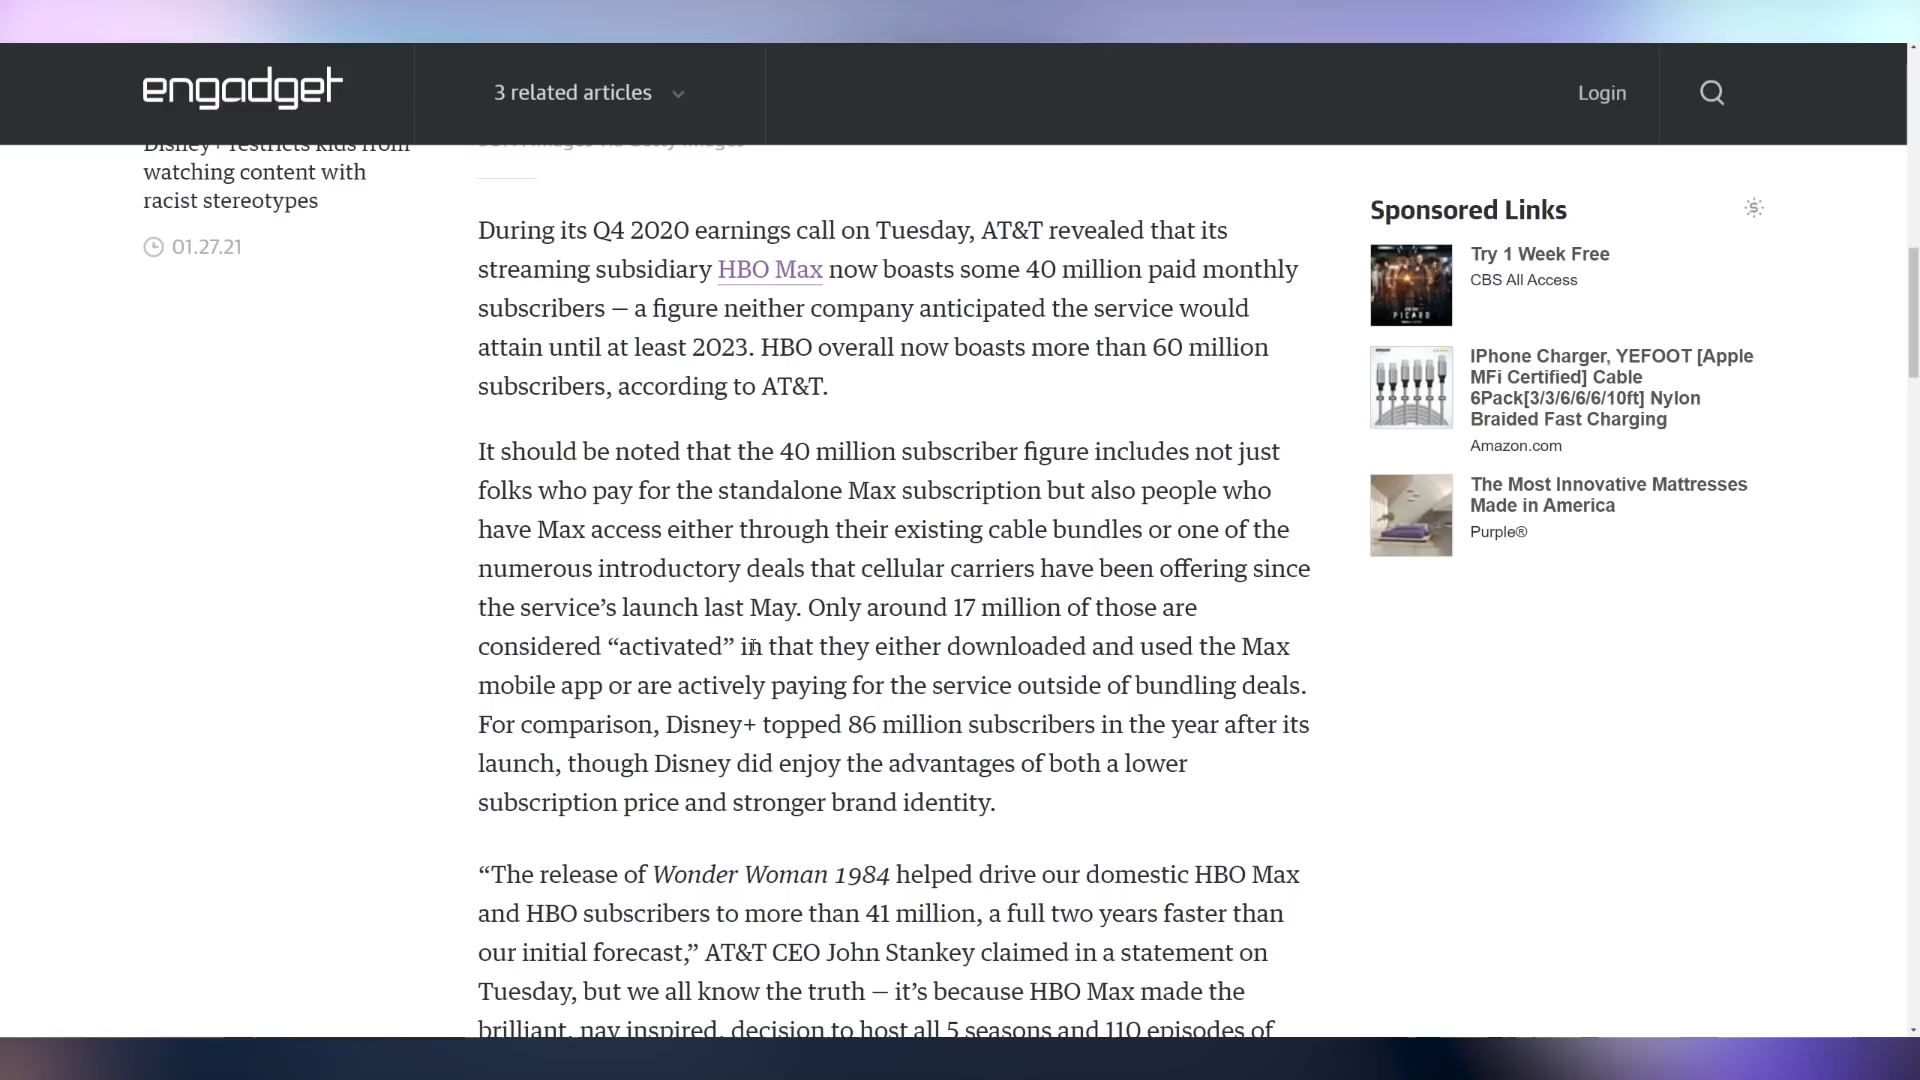 engadget
3 related articles
Login
Disney+ restricts kids from
watching content with
racist stereotypes
01.27.21
During its Q4 2020 earnings call on Tuesday, AT&T revealed that its
streaming subsidiary HBO Max now boasts some 40 million paid monthly
subscribers — a figure neither company anticipated the service would
attain until at least 2023. HBO overall now boasts more than 60 million
subscribers, according to AT&T.
It should be noted that the 40 million subscriber figure includes not just
folks who pay for the standalone Max subscription but also people who
have Max access either through their existing cable bundles or one of the
numerous introductory deals that cellular carriers have been offering since
the service’s launch last May. Only around 17 million of those are
considered “activated” in that they either downloaded and used the Max
mobile app or are actively paying for the service outside of bundling deals.
For comparison, Disney+ topped 86 million subscribers in the year after its
launch, though Disney did enjoy the advantages of both a lower
subscription price and stronger brand identity.
“The release of Wonder Woman 1984 helped drive our domestic HBO Max
and HBO subscribers to more than 41 million, a full two years faster than
our initial forecast,” AT&T CEO John Stankey claimed in a statement on
Tuesday, but we all know the truth — it’s because HBO Max made the
brilliant, nay inspired, decision to host all 5 seasons and 110 episodes of
Sponsored Links
Try 1 Week Free
CBS All Access
PICARD
IPhone Charger, YEFOOT [Apple
MFi Certified] Cable
6Pack[3/3/6/6/6/10ft] Nylon
Braided Fast Charging
Amazon.com
The Most Innovative Mattresses
Made in America
Purple®